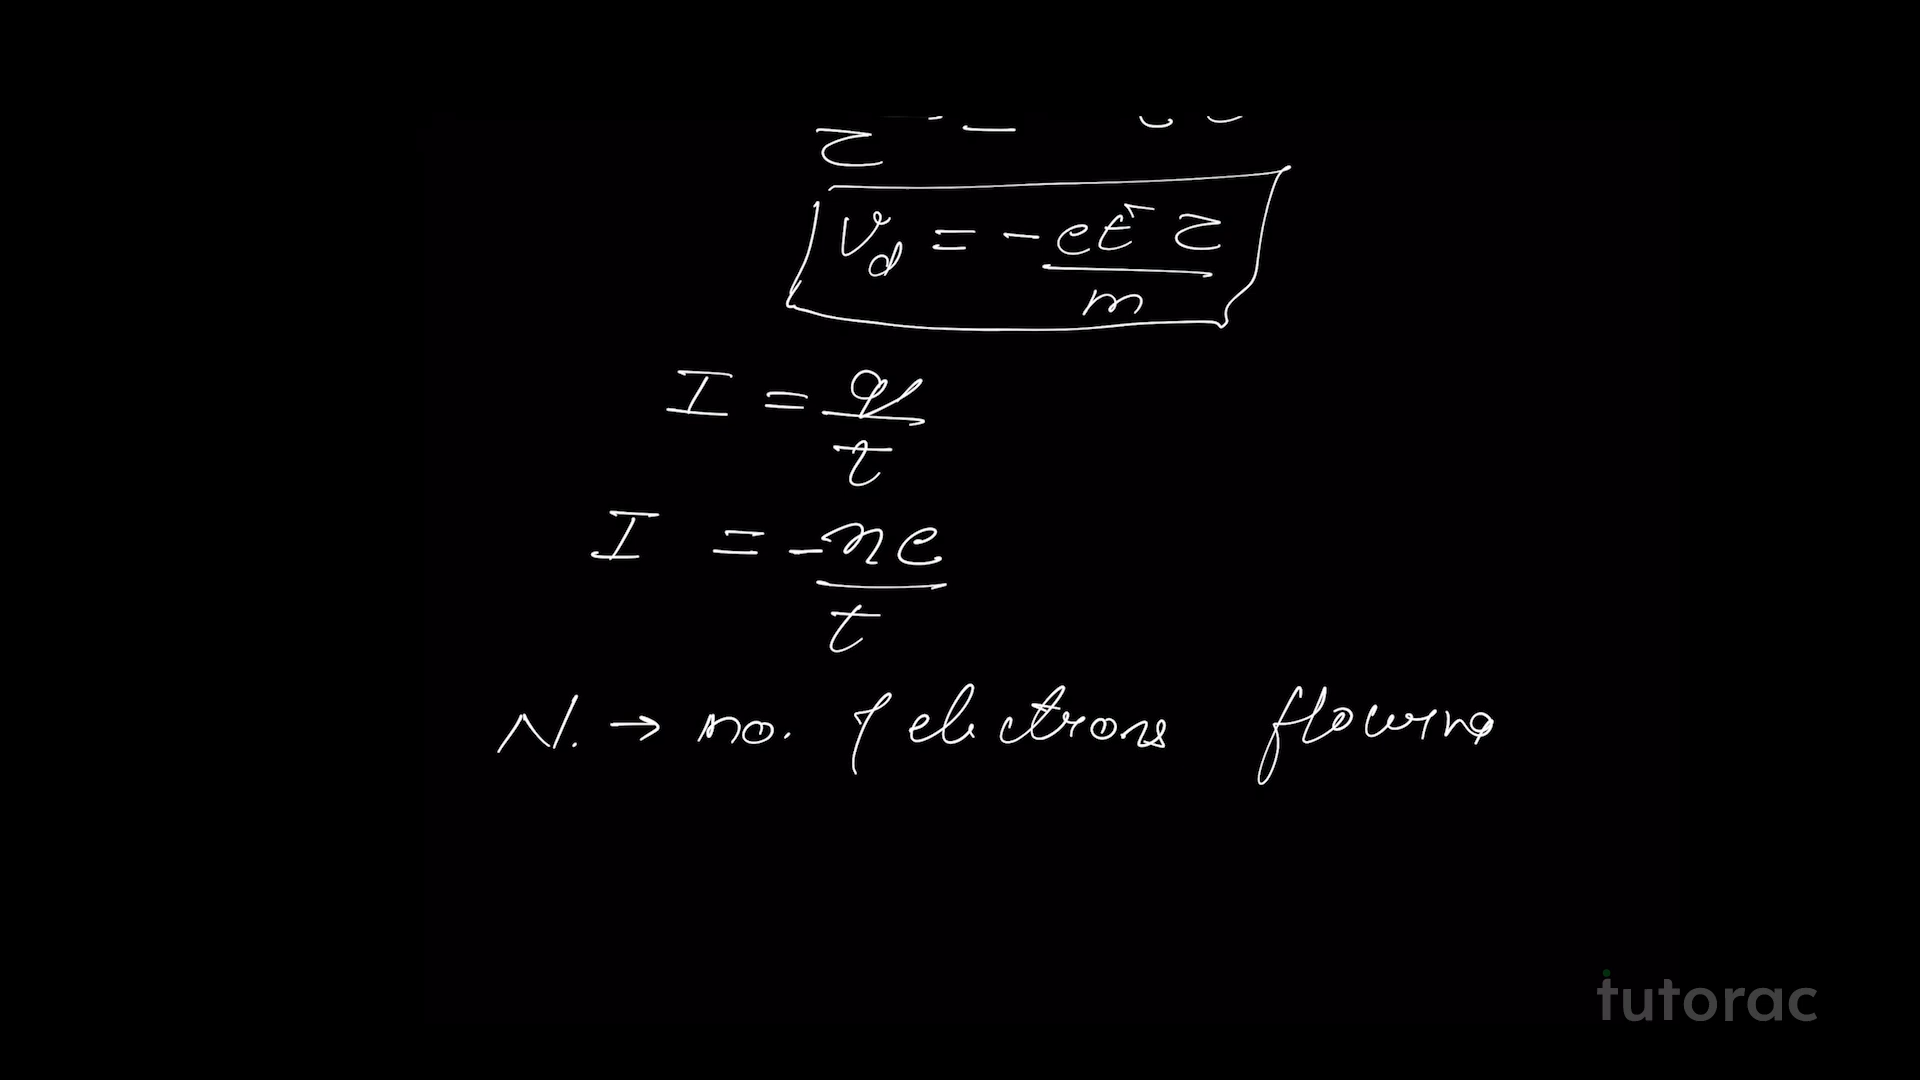 τ
v_d = -eE τ / m
I = q / t
I = -ne / t
N. → no. of electrons flowing
tutorac